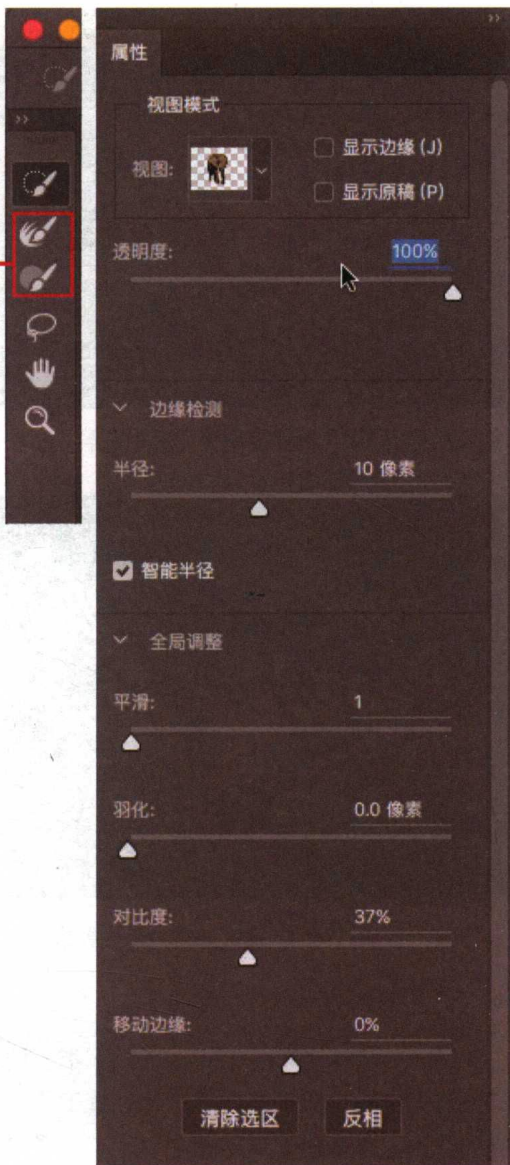 属性
视图模式
视图:
显示边缘 (J)
显示原稿 (P)
透明度: 100%
边缘检测
半径: 10 像素
智能半径
全局调整
平滑: 1
羽化: 0.0 像素
对比度: 37%
移动边缘: 0%
清除选区 反相